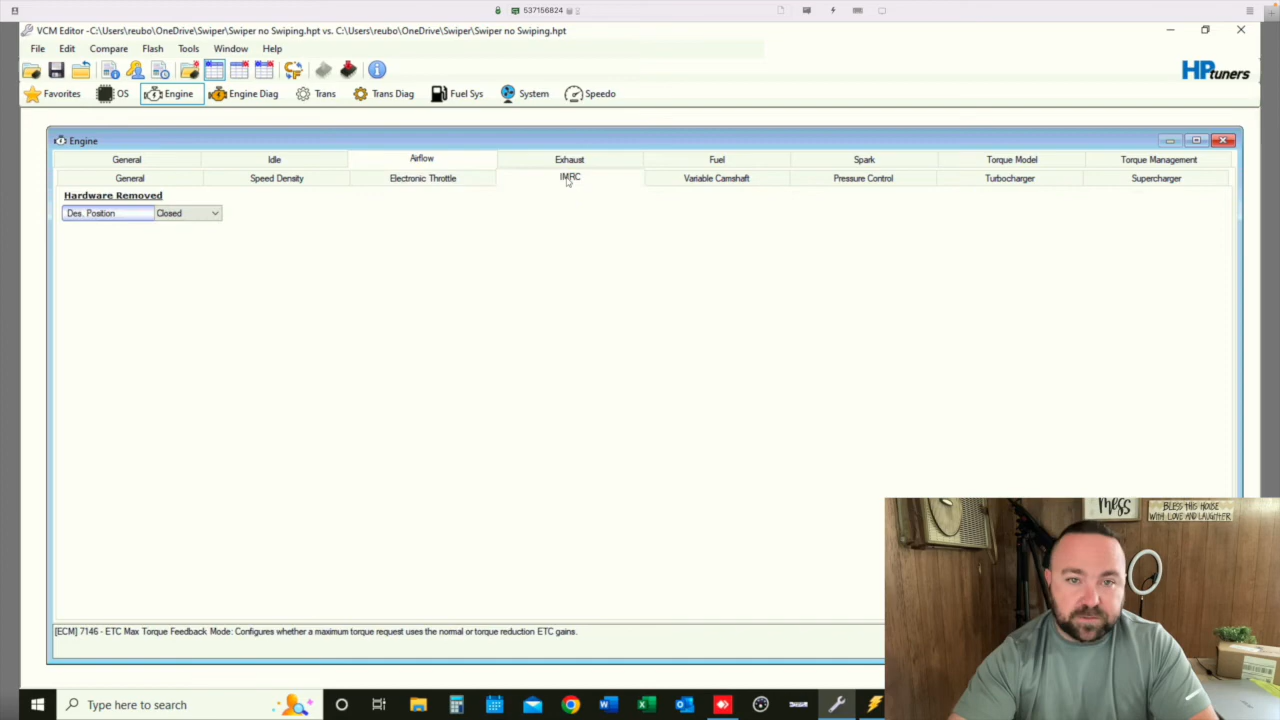 537156824
VCM Editor -C:\Users\reubo\OneDrive\Swiper\Swiper no Swiping.hpt vs. C:\Users\reubo\OneDrive\Swiper\Swiper no Swiping.hpt
File Edit Compare Flash Tools Window Help
HPtuners
Favorites OS Engine Engine Diag Trans Trans Diag Fuel Sys System Speedo
Engine
General Idle Airflow Exhaust Fuel Spark Torque Model Torque Management
General Speed Density Electronic Throttle IMRC Variable Camshaft Pressure Control Turbocharger Supercharger
Hardware Removed
Des. Position Closed
mess
BLESS THIS HOUSE
WITH LOVE AND LAUGHTER
[ECM] 7146 - ETC Max Torque Feedback Mode: Configures whether a maximum torque request uses the normal or torque reduction ETC gains.
Type here to search